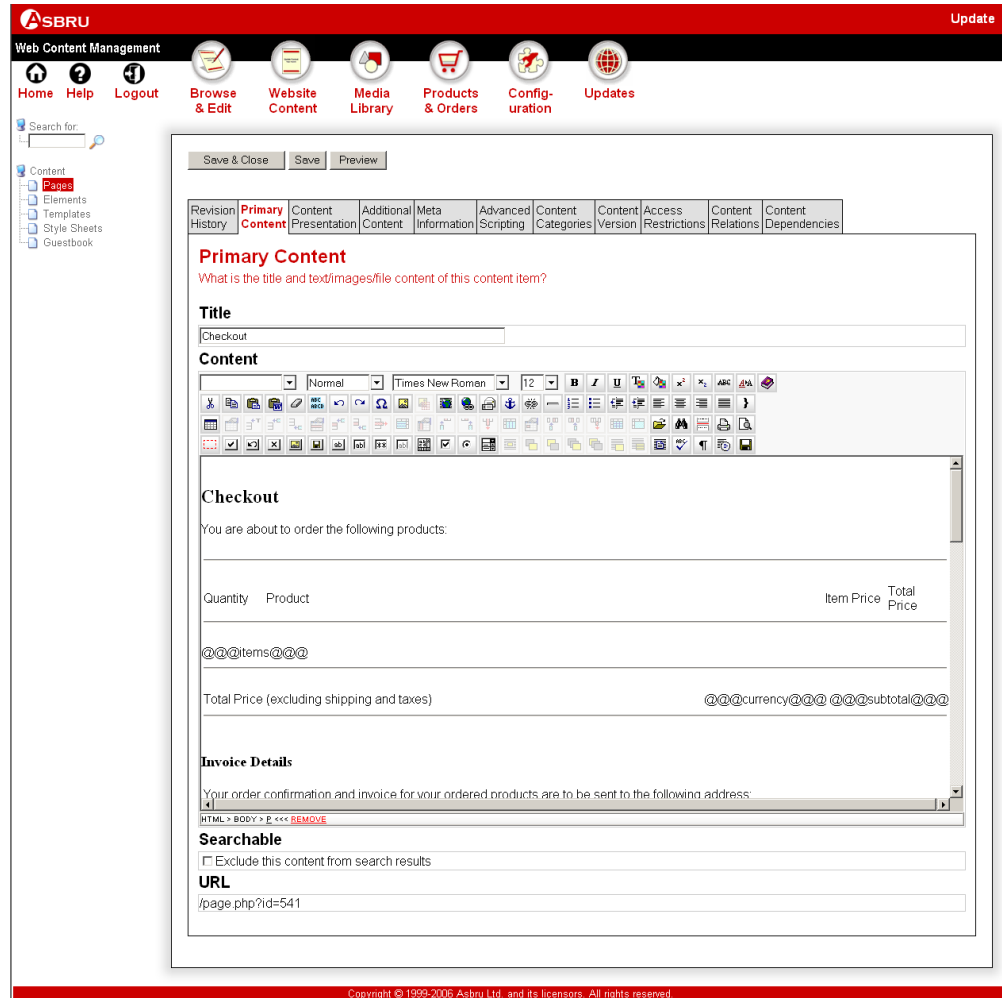 ASBRU
Update
Web Content Management
Home Help Logout
Browse & Edit
Website Content
Media Library
Products & Orders
Config-uration
Updates
Search for:
Content
Pages
Elements
Templates
Style Sheets
Guestbook
Save & Close Save Preview
Revision History
Primary Content
Content Presentation
Additional Content
Meta Information
Advanced Scripting
Content Categories
Content Version
Access Restrictions
Content Relations
Content Dependencies
Primary Content
What is the title and text/images/file content of this content item?
Title
Checkout
Content
Normal Times New Roman 12 B I U
Checkout
You are about to order the following products:
Quantity Product Item Price Total Price
@@@items@@@
Total Price (excluding shipping and taxes) @@@currency@@@ @@@subtotal@@@
Invoice Details
Your order confirmation and invoice for your ordered products are to be sent to the following address:
HTML > BODY > P <<< REMOVE
Searchable
Exclude this content from search results
URL
/page.php?id=541
Copyright © 1999-2006 Asbru Ltd. and its licensors. All rights reserved.